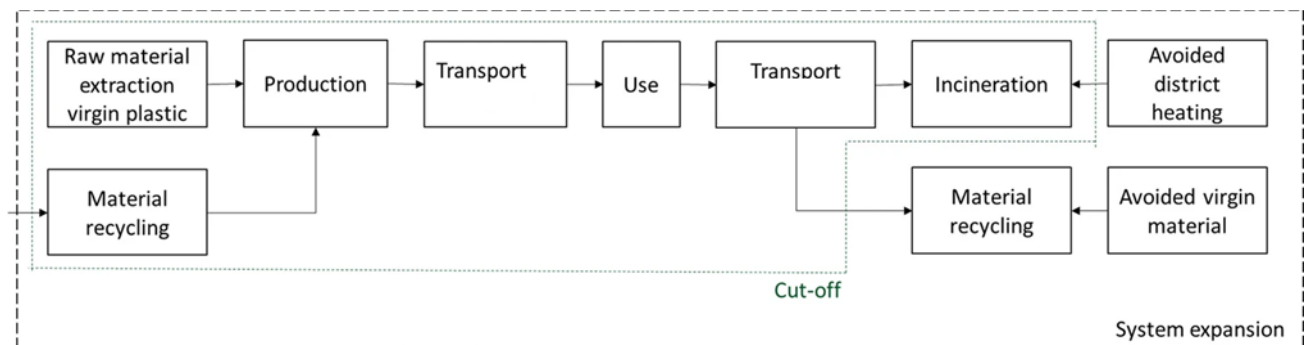 Raw material
extraction
virgin plastic
Production
Transport
Use
Transport
Incineration
Avoided
district
heating
Material
recycling
Material
recycling
Avoided virgin
material
Cut-off
System expansion